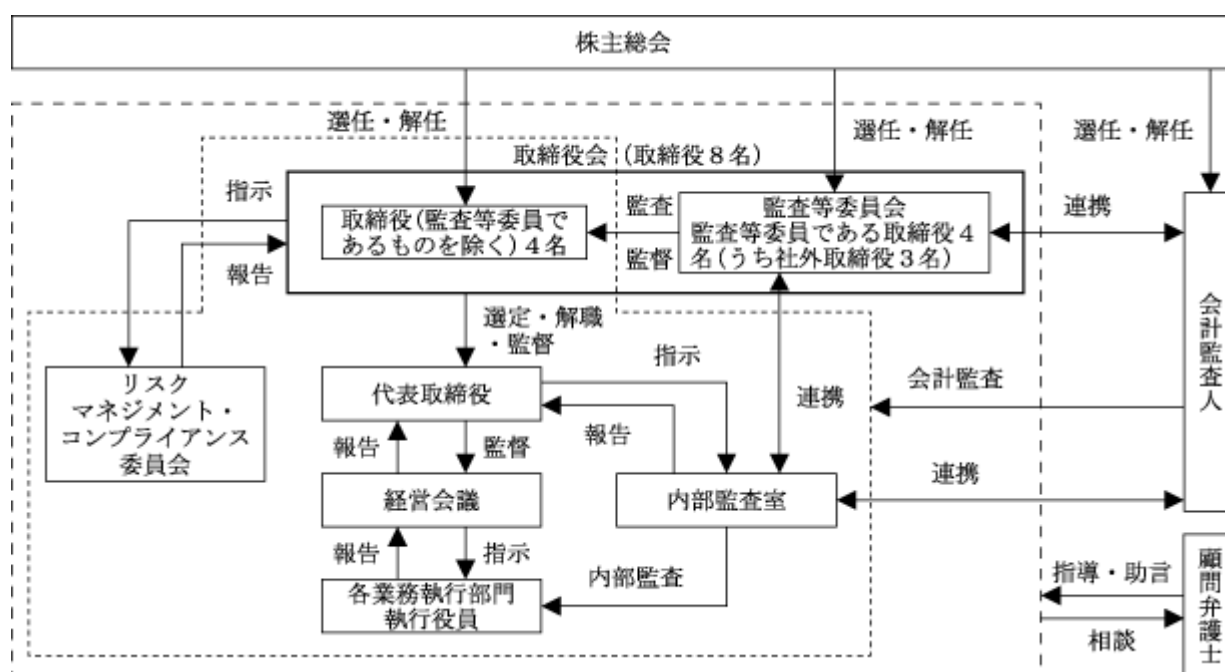 株主総会
選任・解任
選任・解任
選任・解任
取締役会(取締役8名)
指示
報告
取締役(監査等委員で
あるものを除く)4名
監査
監督
監査等委員会
監査等委員である取締役4
名(うち社外取締役3名)
連携
会計監査人
選定・解職
・監督
リスク
マネジメント・
コンプライアンス
委員会
代表取締役
指示
報告
連携
会計監査
報告
監督
経営会議
内部監査室
連携
報告
指示
内部監査
各業務執行部門
執行役員
指導・助言
相談
顧問弁護士